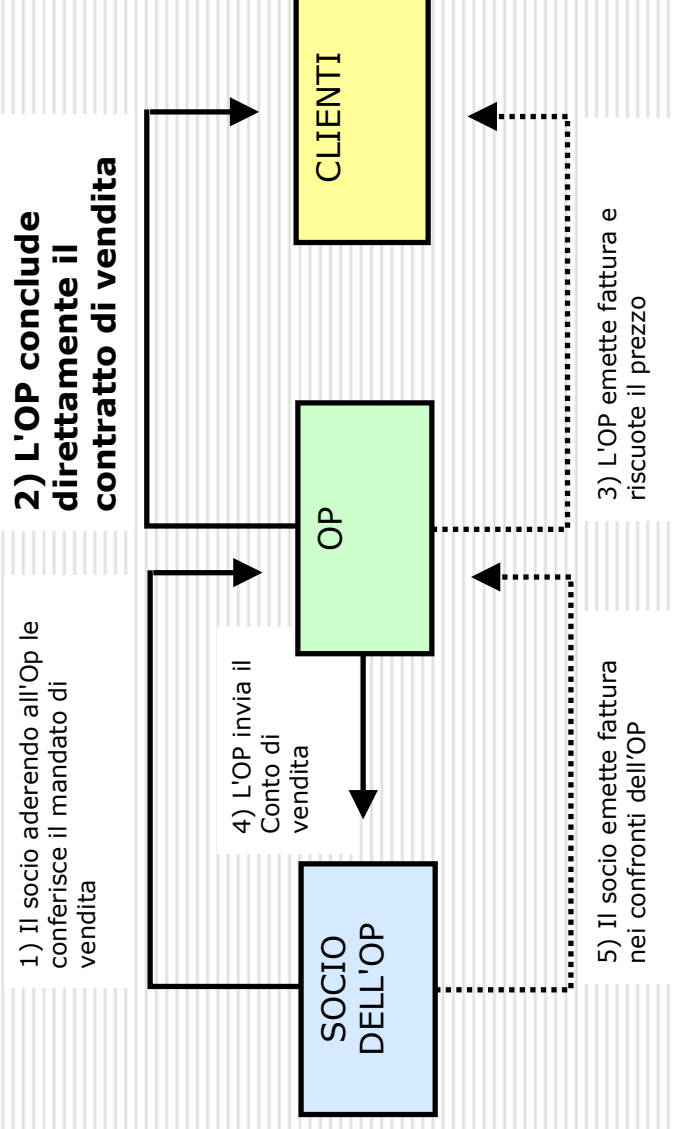 1) Il socio aderendo all'Op le
conferisce il mandato di
vendita
2) L'OP conclude
direttamente il
contratto di vendita
4) L'OP invia il
Conto di
vendita
SOCIO
DELL'OP
OP
CLIENTI
5) Il socio emette fattura
nei confronti dell’OP
3) L'OP emette fattura e
riscuote il prezzo